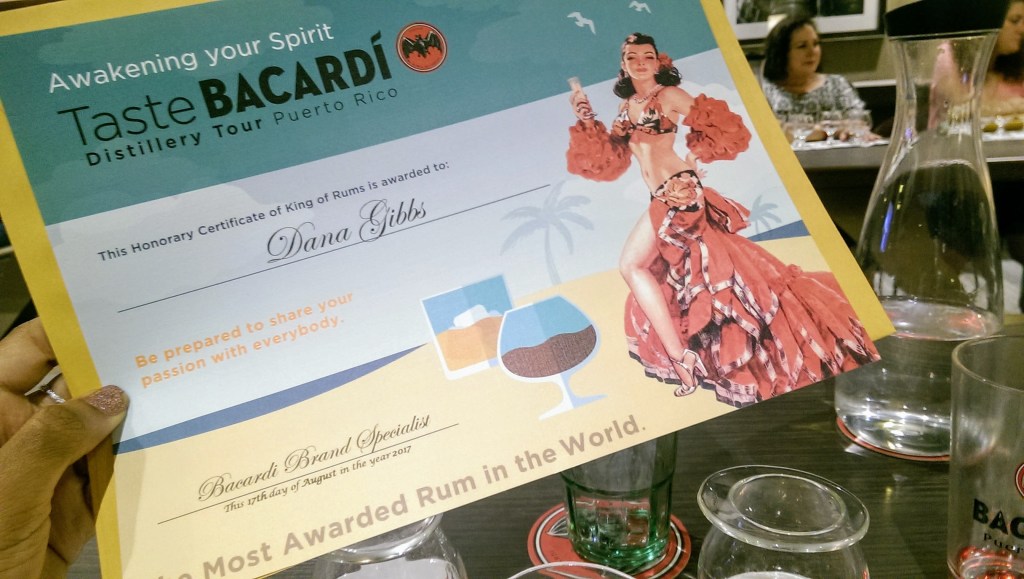 Awakening your Spirit
Taste BACARDÍ
Distillery Tour Puerto Rico
This Honorary Certificate of King of Rums is awarded to:
Dana Gibbs
Be prepared to share your
passion with everybody.
Bacardi Brand Specialist
This 17th day of August in the year 2017
Most Awarded Rum in the World.